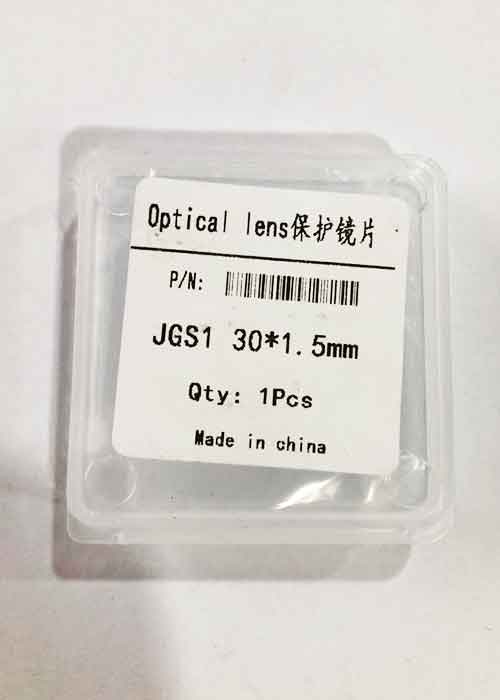 Optical lens保护镜片
P/N:
JGS1 30*1.5mm
Qty: 1Pcs
Made in china